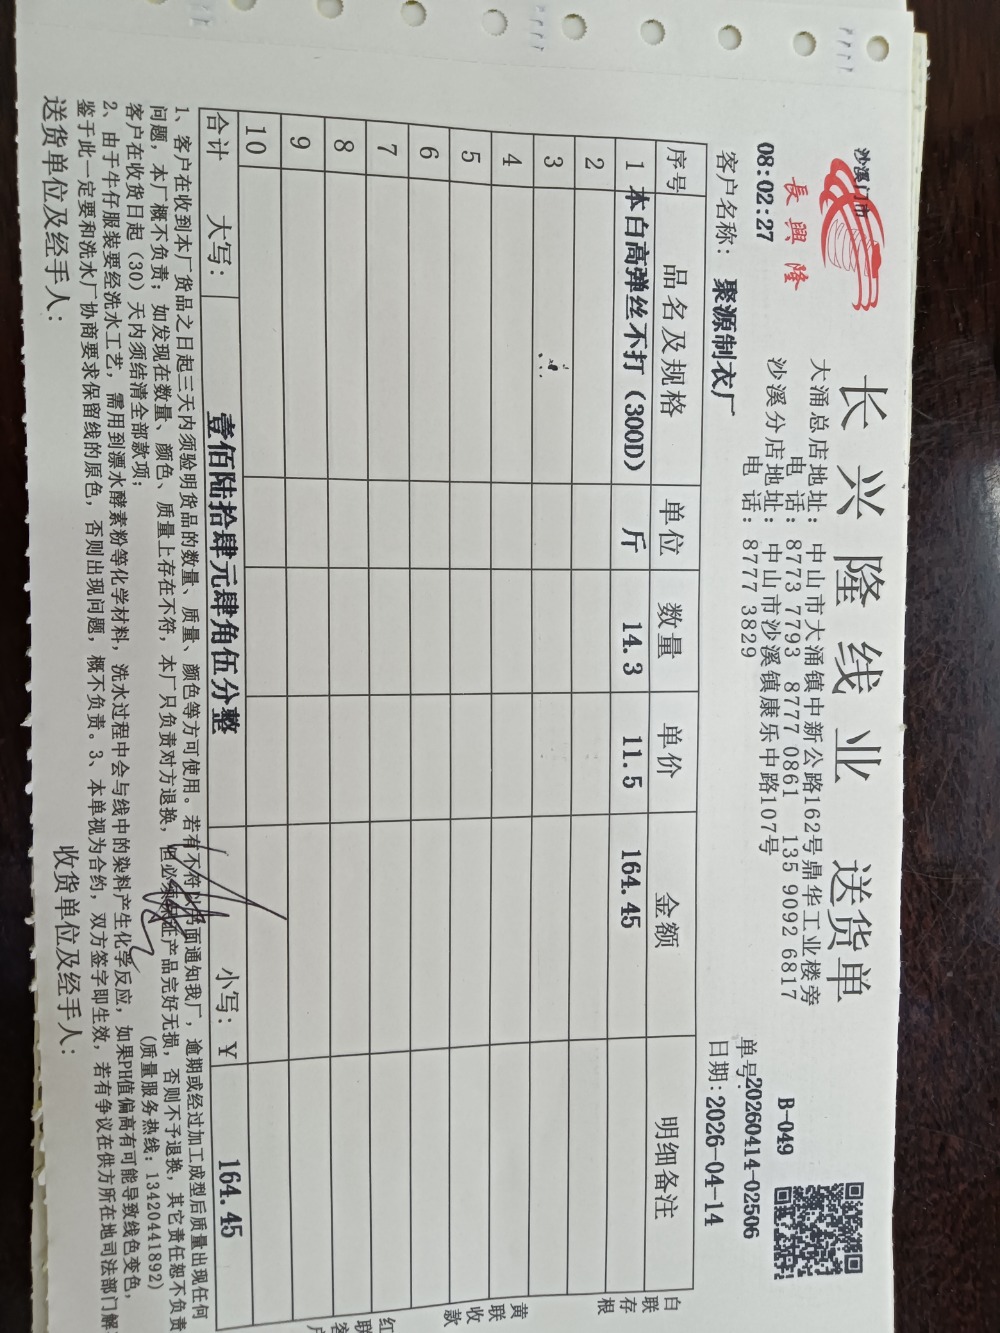 沙溪门市
長興隆
08:02:27
长兴隆线业 送货单
大涌总店地址：中山市大涌镇中新公路162号鼎华工业楼旁
电 话：8773 7793 8777 0861 135 9092 6817
沙溪分店地址：中山市沙溪镇康乐中路107号
电 话：8777 3829
B-049
单号:20260414-02506
客户名称： 聚源制衣厂
日期:2026-04-14
序号 品名及规格 单位 数量 单价 金额 明细备注
1 本白高弹丝不打（300D） 斤 14.3 11.5 164.45
2
3
4
5
6
7
8
9
10
合计 大写： 壹佰陆拾肆元肆角伍分整 小写：￥ 164.45
白联存根
黄联收款
红联客户
1、客户在收到本厂货品之日起三天内须验明货品的数量、质量、颜色等方可使用。若有不符以书面通知我厂，逾期或经过加工成型后质量出现任何
问题，本厂概不负责；如发现在数量、颜色、质量上存在不符，本厂只负责对方退换，但必须保证产品完好无损，否则不予退换，其它责任恕不负责
客户在收货日起（30）天内须结清全部款项； （质量服务热线：13420441892）
2、由于牛仔服装要经洗水工艺，需用到漂水酵素粉等化学材料，洗水过程中会与线中的染料产生化学反应，如果PH值偏高有可能导致线色变色，
鉴于此一定要和洗水厂协商要求保留线的原色，否则出现问题，概不负责。3、本单视为合约，双方签字即生效，若有争议在供方所在地司法部门解
送货单位及经手人： 收货单位及经手人：